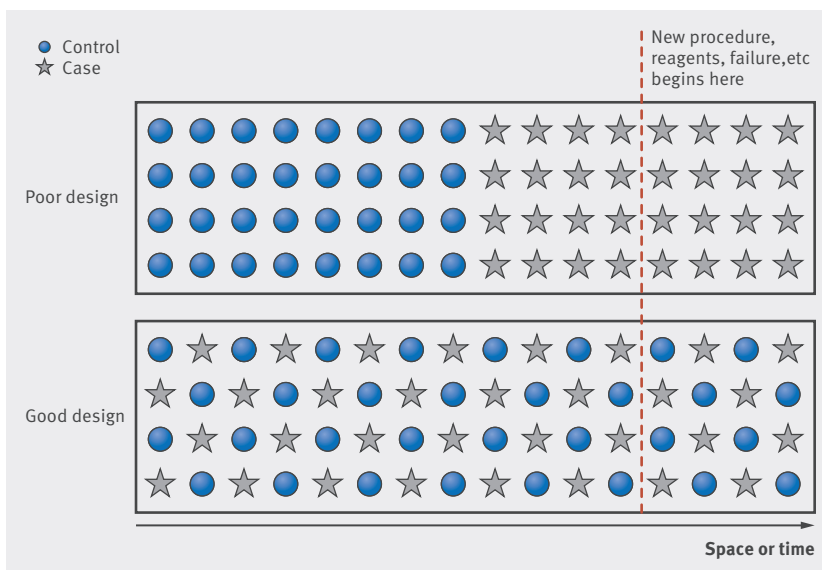 Control
Case
New procedure,
reagents, failure,etc
begins here
Poor design
Good design
Space or time